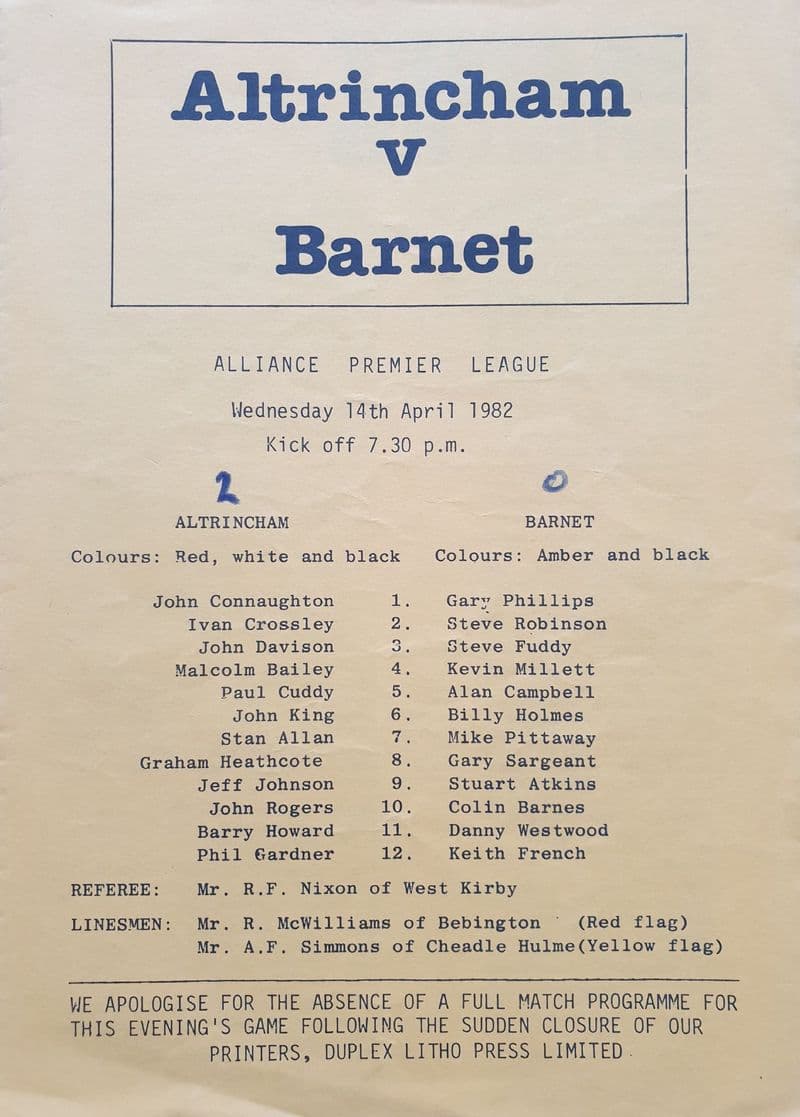 Altrincham
v
Barnet
ALLIANCE PREMIER LEAGUE
Wednesday 14th April 1982
Kick off 7.30 p.m.
2 0
ALTRINCHAM BARNET
Colours: Red, white and black Colours: Amber and black
John Connaughton 1. Gary Phillips
Ivan Crossley 2. Steve Robinson
John Davison 3. Steve Fuddy
Malcolm Bailey 4. Kevin Millett
Paul Cuddy 5. Alan Campbell
John King 6. Billy Holmes
Stan Allan 7. Mike Pittaway
Graham Heathcote 8. Gary Sargeant
Jeff Johnson 9. Stuart Atkins
John Rogers 10. Colin Barnes
Barry Howard 11. Danny Westwood
Phil Gardner 12. Keith French
REFEREE: Mr. R.F. Nixon of West Kirby
LINESMEN: Mr. R. McWilliams of Bebington (Red flag)
Mr. A.F. Simmons of Cheadle Hulme(Yellow flag)
WE APOLOGISE FOR THE ABSENCE OF A FULL MATCH PROGRAMME FOR
THIS EVENING'S GAME FOLLOWING THE SUDDEN CLOSURE OF OUR
PRINTERS, DUPLEX LITHO PRESS LIMITED.